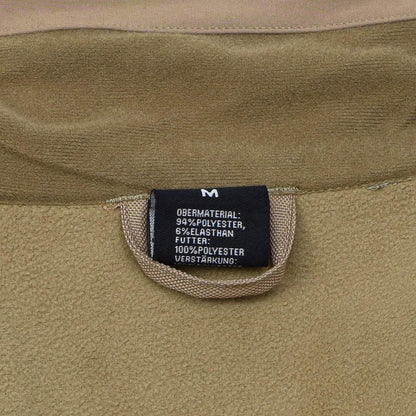 M
OBERMATERIAL:
94%POLYESTER,
6%ELASTHAN
FUTTER:
100%POLYESTER
VERSTÄRKUNG: